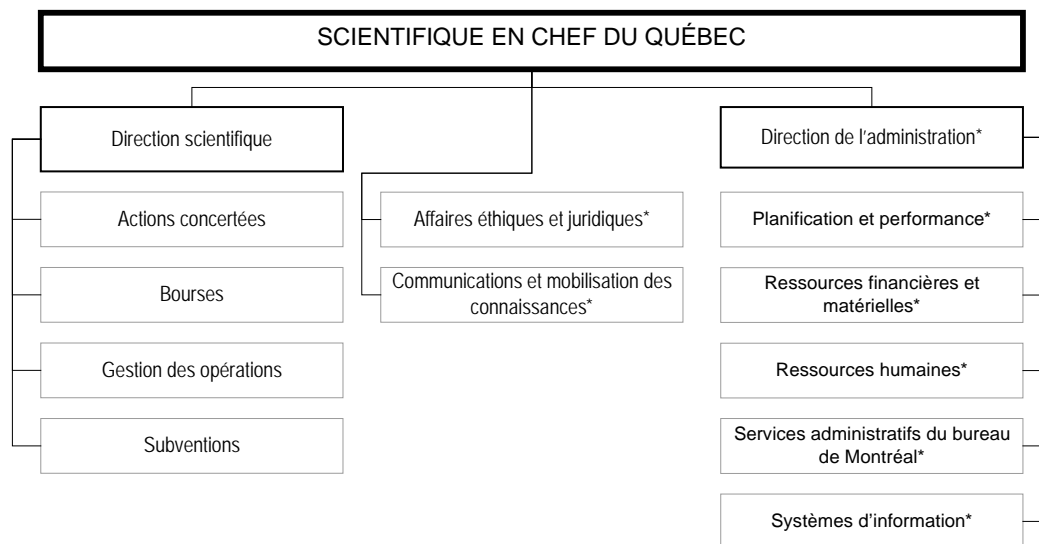 SCIENTIFIQUE EN CHEF DU QUÉBEC
Direction scientifique
Actions concertées
Bourses
Gestion des opérations
Subventions
Affaires éthiques et juridiques*
Communications et mobilisation des
connaissances*
Direction de l'administration*
Planification et performance*
Ressources financières et
matérielles*
Ressources humaines*
Services administratifs du bureau
de Montréal*
Systèmes d'information*